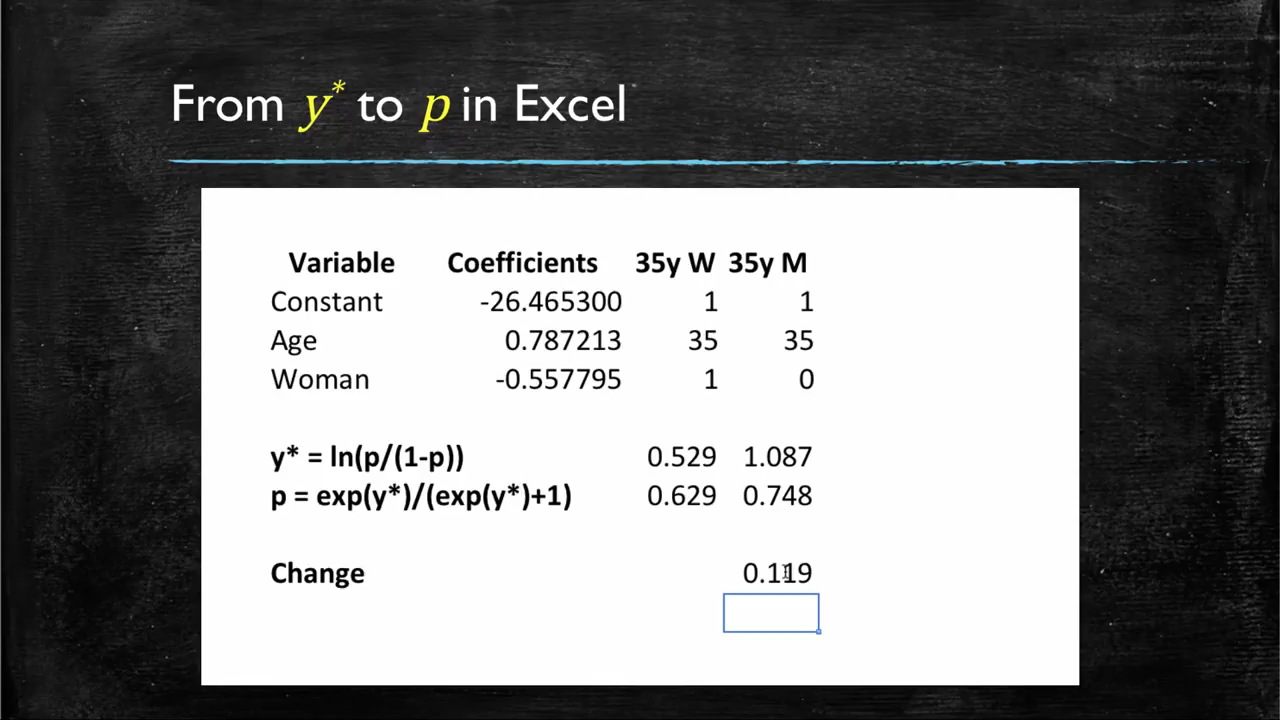 From y* to p in Excel
Variable Coefficients 35y W 35y M
Constant -26.465300 1 1
Age 0.787213 35 35
Woman -0.557795 1 0
y* = ln(p/(1-p)) 0.529 1.087
p = exp(y*)/(exp(y*)+1) 0.629 0.748
Change 0.119